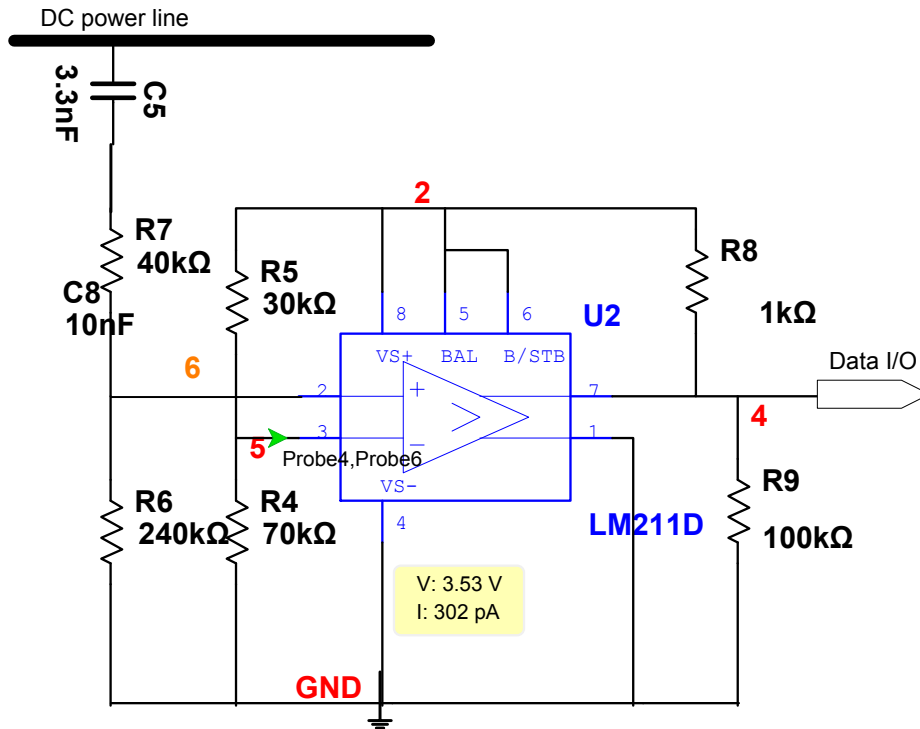 DC power line
C5
3.3nF
2
R7
40kΩ
R8
R5
30kΩ
C8
10nF
8
5
6
U2
1kΩ
VS+
BAL
B/STB
Data I/O
6
2
+
7
4
5
3
−
1
Probe4,Probe6
VS-
R6
240kΩ
R4
70kΩ
4
LM211D
R9
100kΩ
V: 3.53 V
I: 302 pA
GND